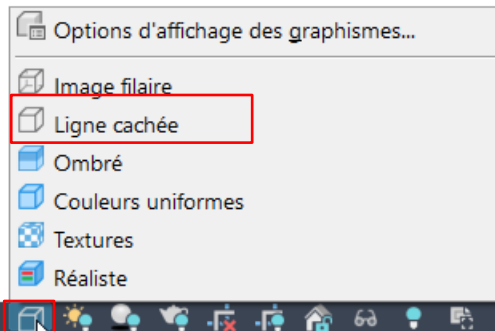 Options d'affichage des graphismes...
Image filaire
Ligne cachée
Ombré
Couleurs uniformes
Textures
Réaliste